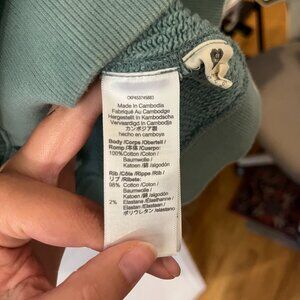 Made in Cambodia
Fabriqué Au Cambodge
Hergestellt in Kambodscha
Vervaardigd In Cambodja
カンボジア製
hecho en camboya
Body /Corps /Oberteil /
Romp /本体 /Cuerpo:
100% Cotton /Coton /
Baumwolle /
Katoen /綿 /algodón
Rib /Côte /Rippe /Rib /
リブ /Ribete:
98% Cotton /Coton /
Baumwolle /
Katoen /綿 /algodón
2% Elastane /Élasthanne /
Elastan /Elastaan /
ポリウレタン /elastano